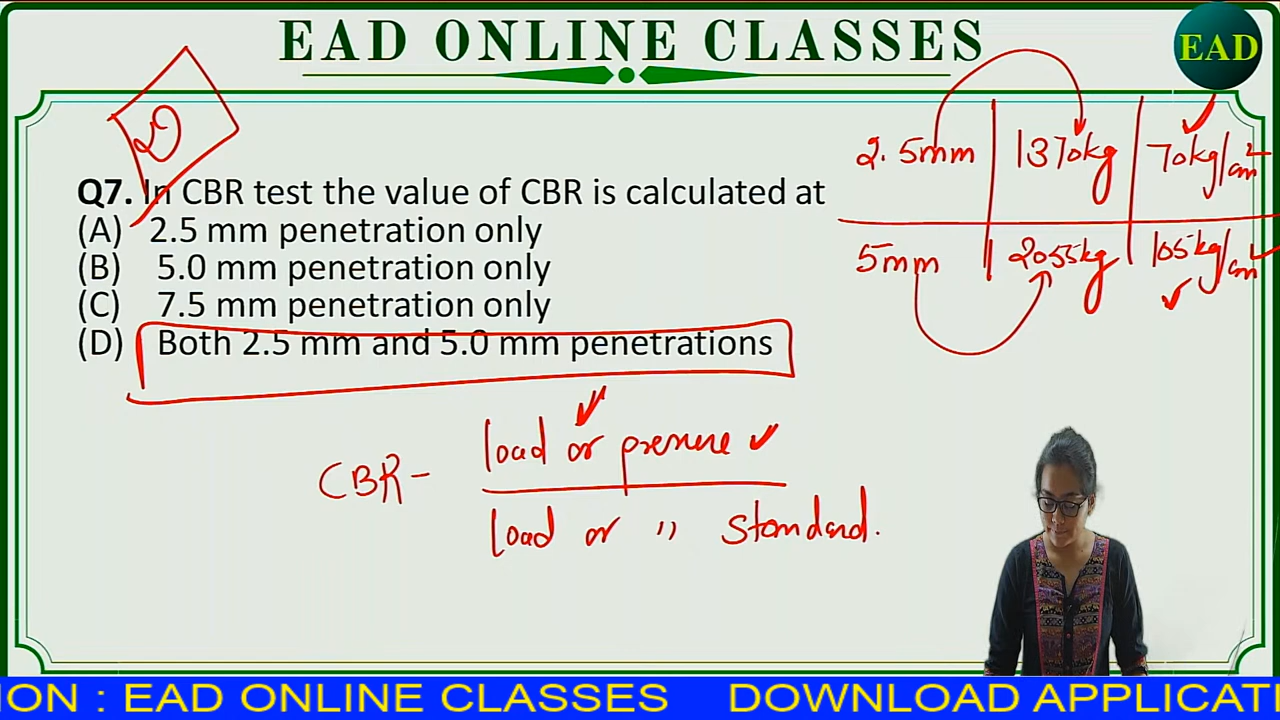 EAD ONLINE CLASSES
EAD
D
2.5mm 1370kg 70kg/cm²
5mm 2055kg 105kg/cm²
Q7. In CBR test the value of CBR is calculated at
(A) 2.5 mm penetration only
(B) 5.0 mm penetration only
(C) 7.5 mm penetration only
(D) Both 2.5 mm and 5.0 mm penetrations
CBR - load or pressure
load or " standard.
ION : EAD ONLINE CLASSES DOWNLOAD APPLICATI